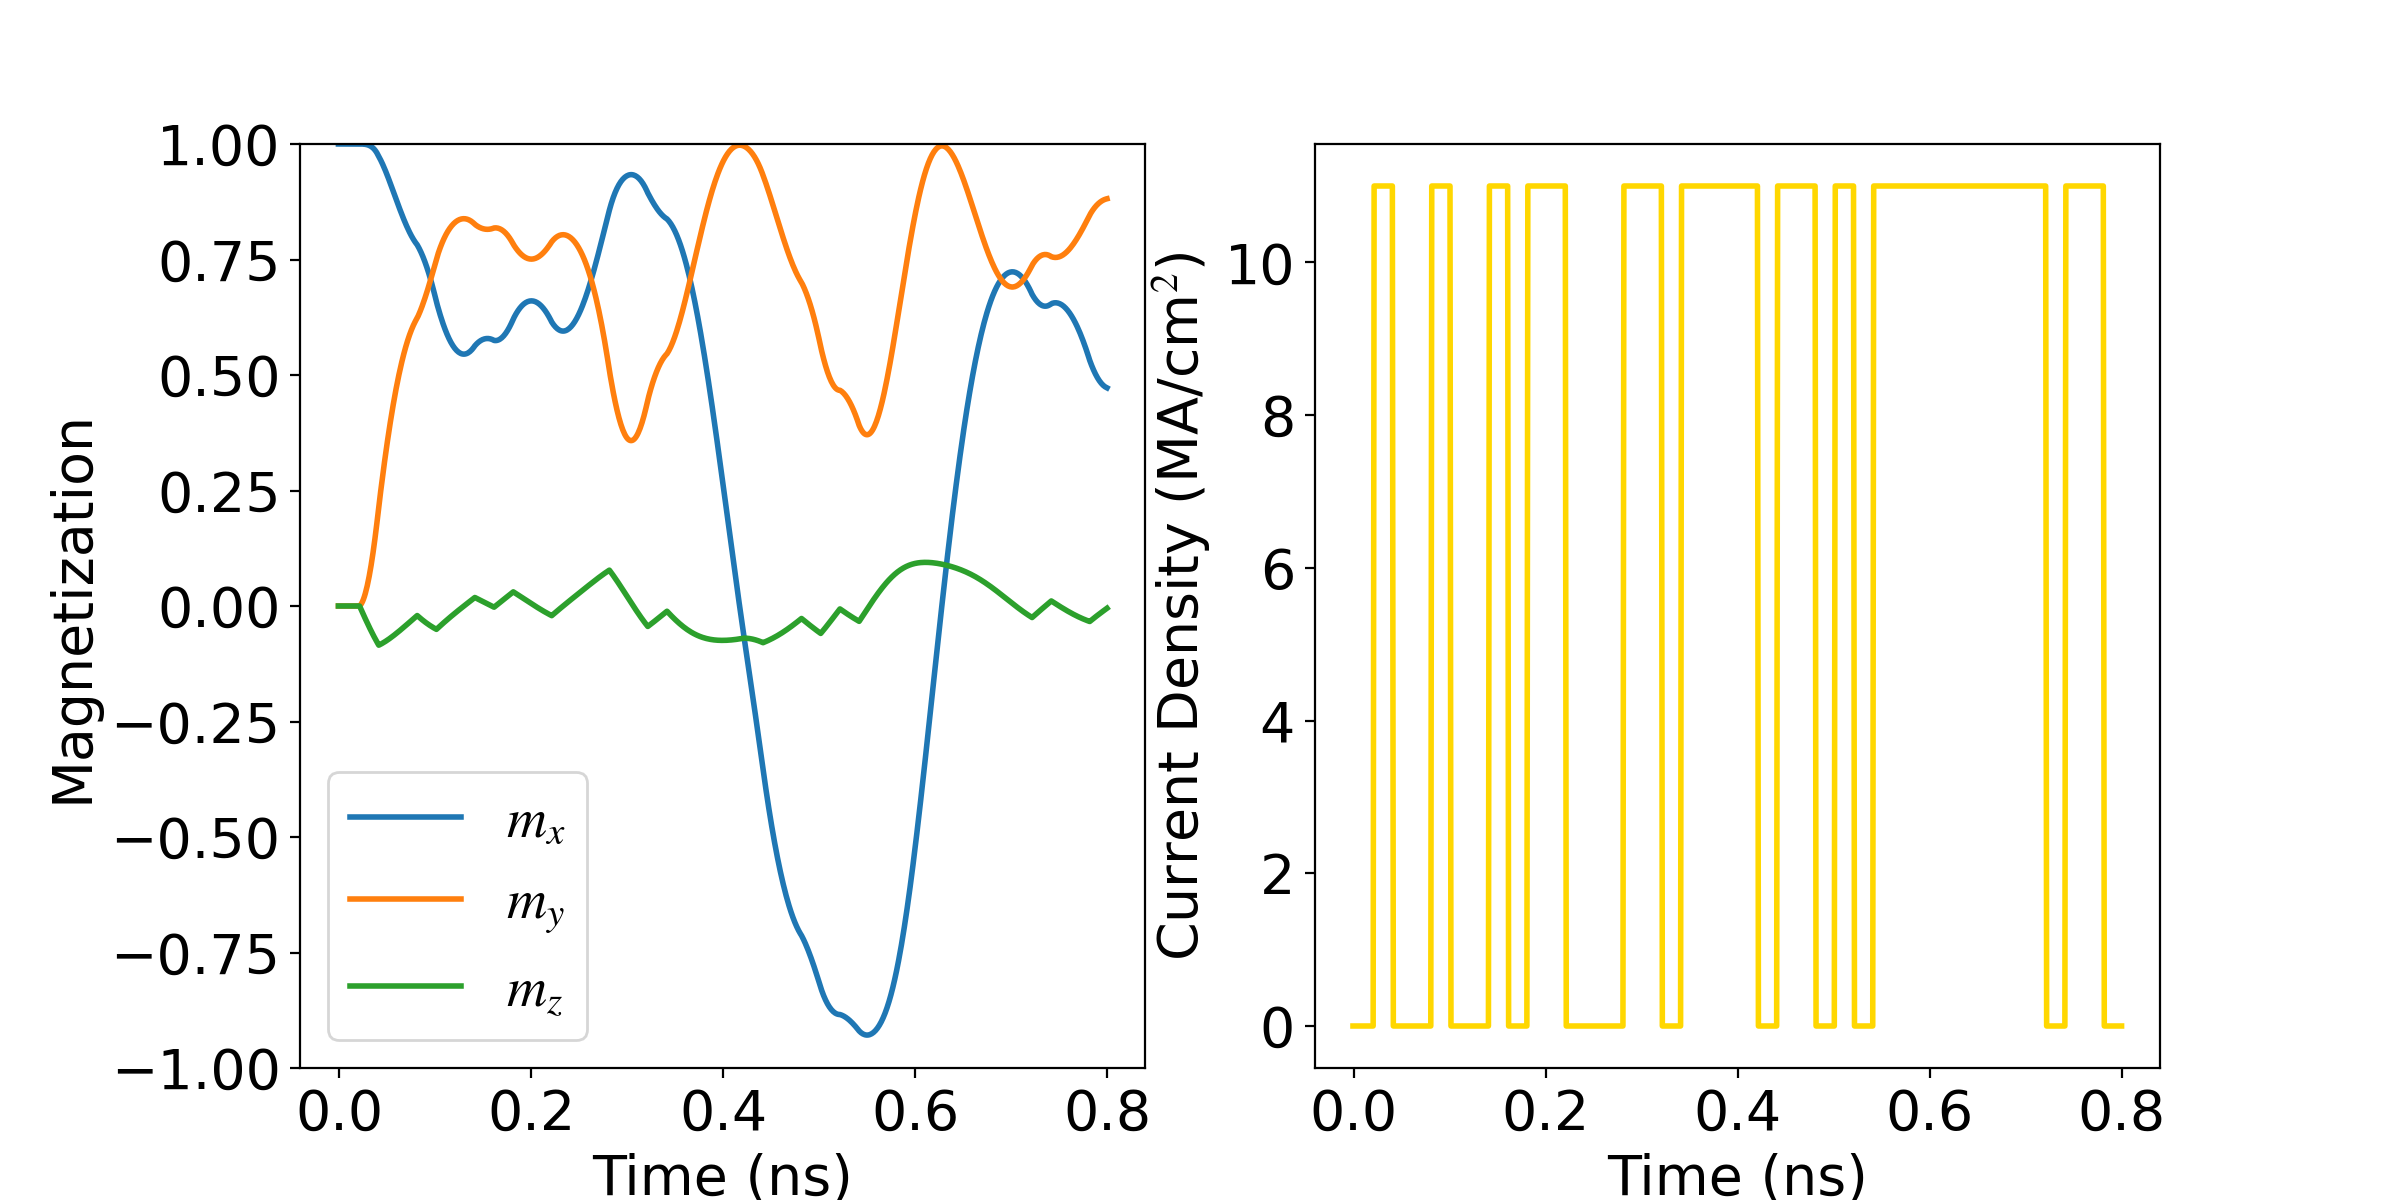 Magnetization
1.00
0.75
0.50
0.25
0.00
−0.25
−0.50
−0.75
−1.00
0.0 0.2 0.4 0.6 0.8
Time (ns)
m_x
m_y
m_z
Current Density (MA/cm²)
10
8
6
4
2
0
0.0 0.2 0.4 0.6 0.8
Time (ns)